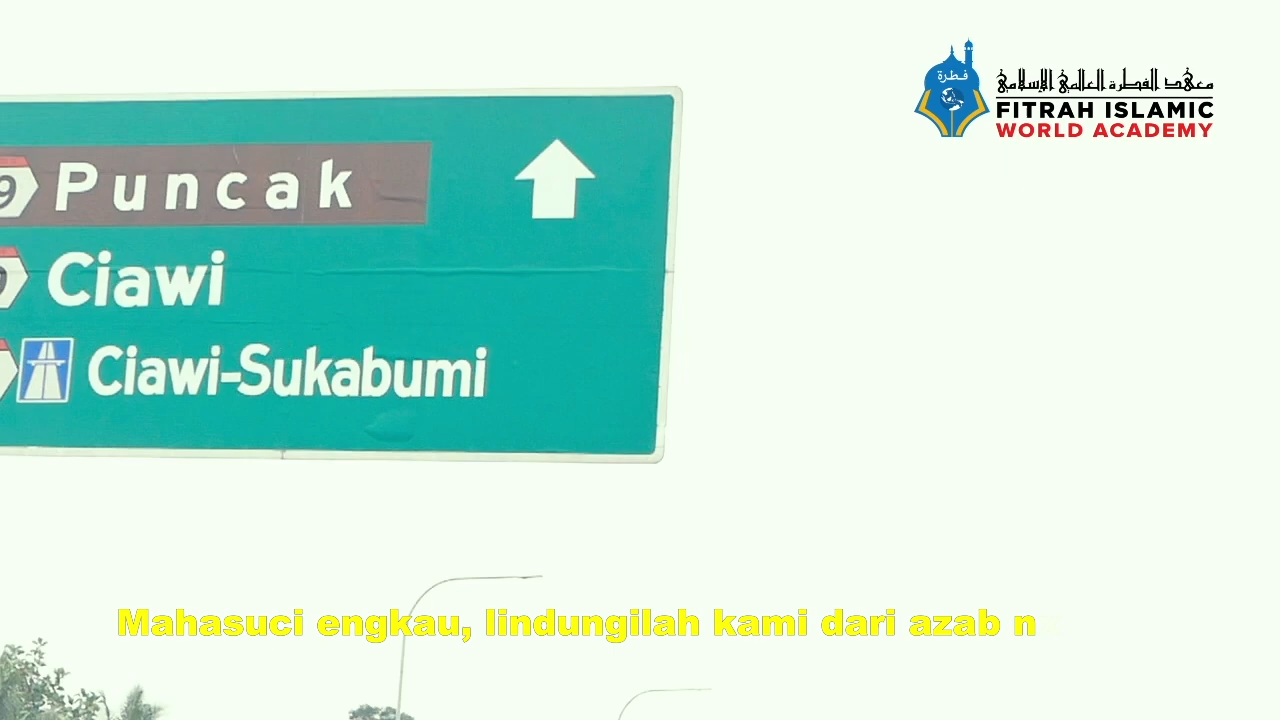 فطرة
معهد الفطرة العالمي الإسلامي
FITRAH ISLAMIC
WORLD ACADEMY
9 Puncak
Ciawi
Ciawi-Sukabumi
Mahasuci engkau, lindungilah kami dari azab n